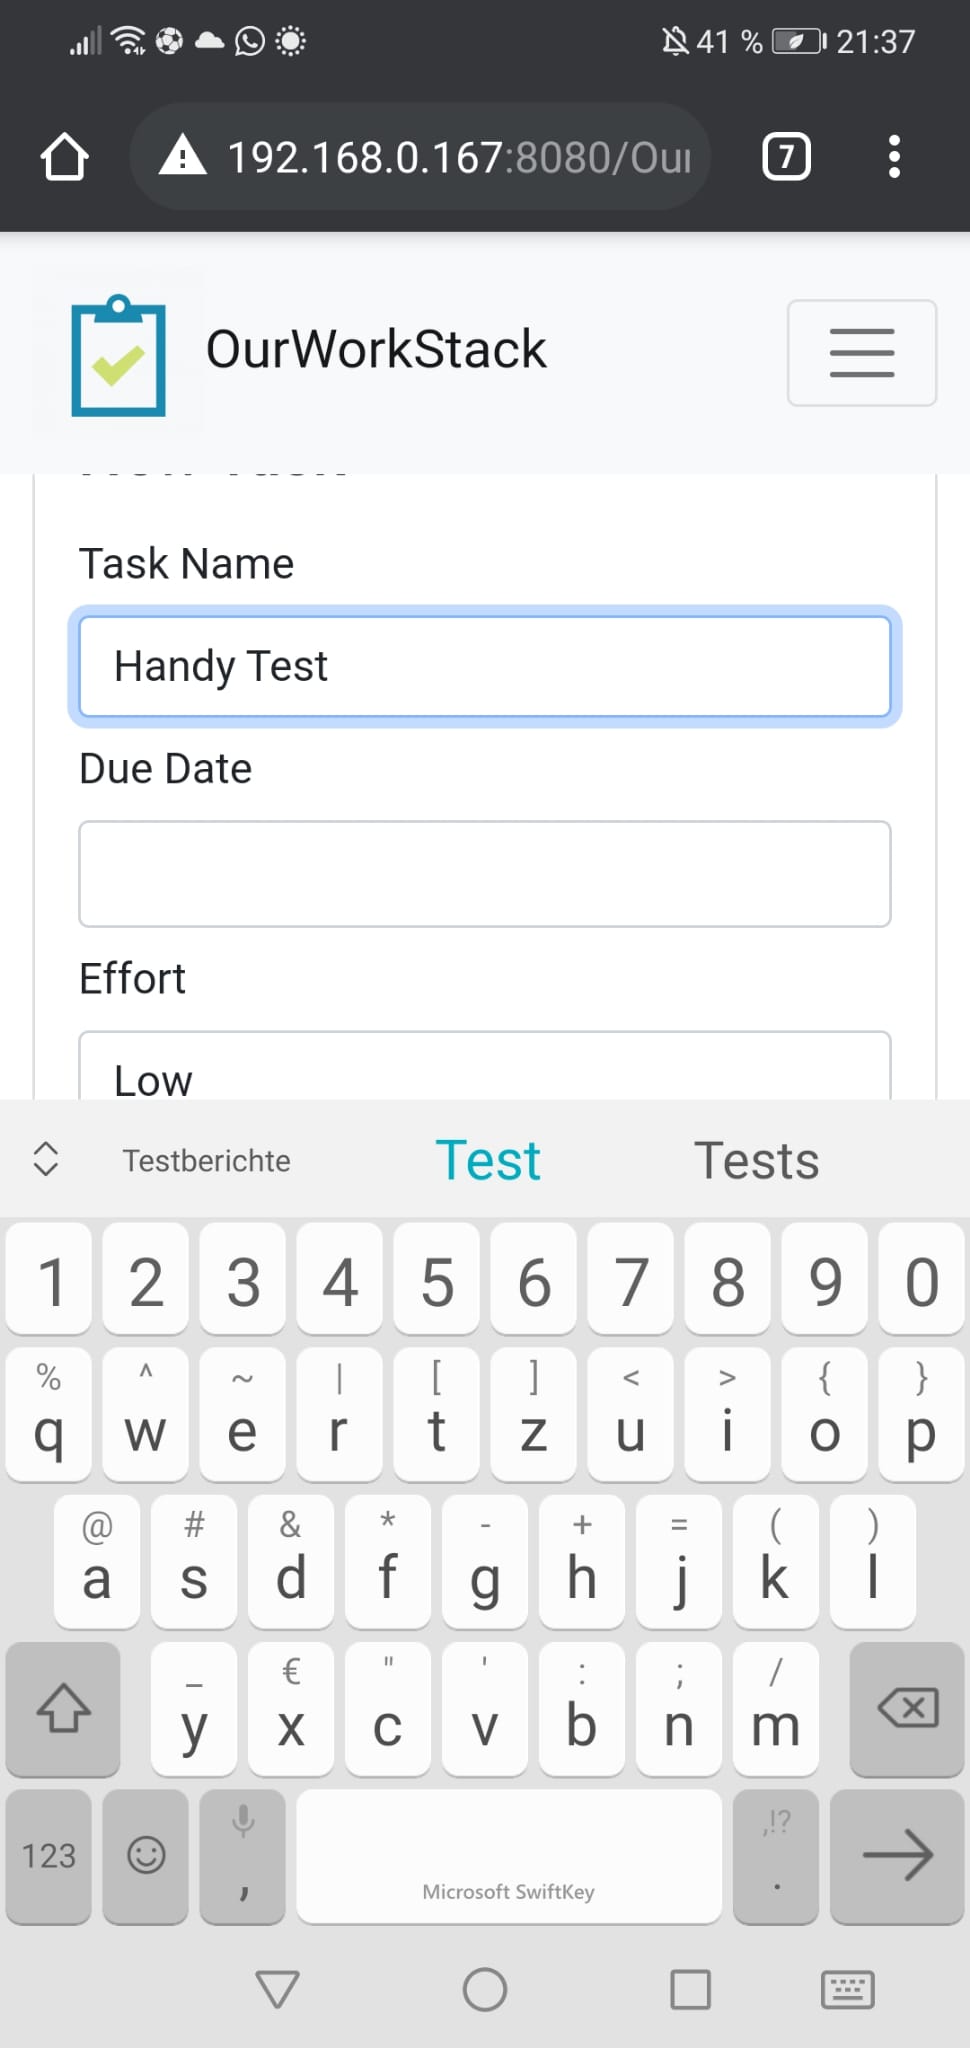 41 % 21:37
192.168.0.167:8080/Our
7
OurWorkStack
Task Name
Handy Test
Due Date
Effort
Low
Testberichte Test Tests
1 2 3 4 5 6 7 8 9 0
% ^ ~ | [ ] < > { }
q w e r t z u i o p
@ # & * - + = ( )
a s d f g h j k l
_ € " ' : ; /
y x c v b n m
,!?
123 , .
Microsoft SwiftKey